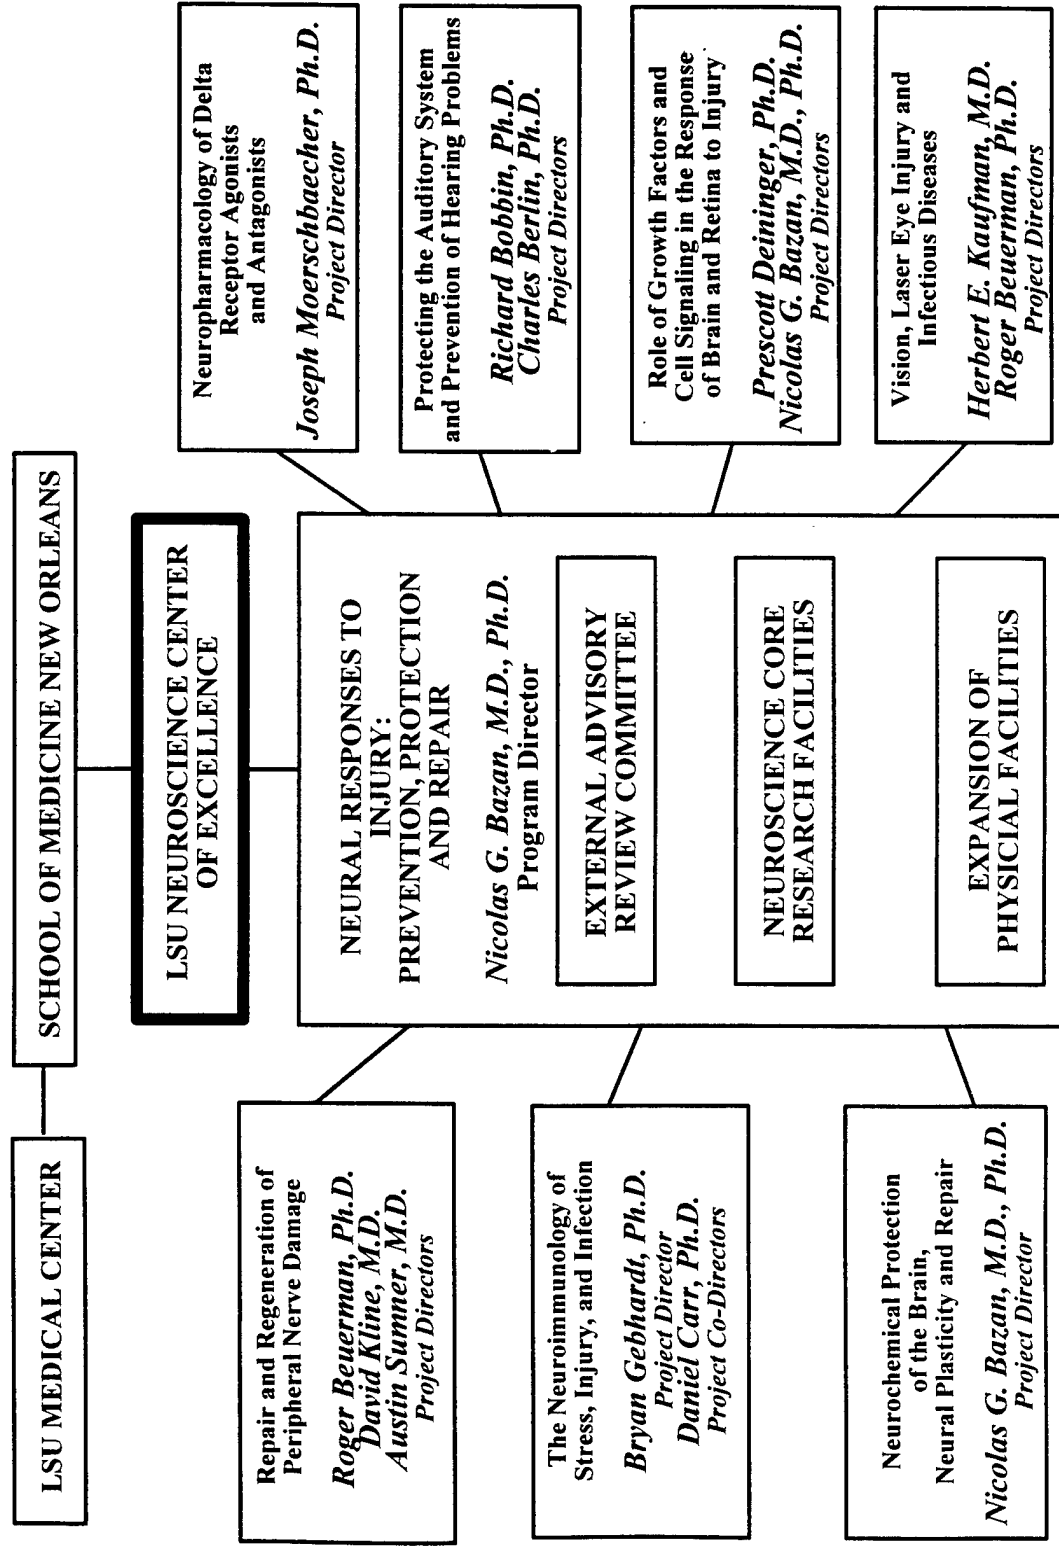 LSU MEDICAL CENTER
SCHOOL OF MEDICINE NEW ORLEANS
LSU NEUROSCIENCE CENTER
OF EXCELLENCE
NEURAL RESPONSES TO
INJURY:
PREVENTION, PROTECTION
AND REPAIR
Nicolas G. Bazan, M.D., Ph.D.
Program Director
EXTERNAL ADVISORY
REVIEW COMMITTEE
NEUROSCIENCE CORE
RESEARCH FACILITIES
EXPANSION OF
PHYSICIAL FACILITIES
Repair and Regeneration of
Peripheral Nerve Damage
Roger Beuerman, Ph.D.
David Kline, M.D.
Austin Sumner, M.D.
Project Directors
The Neuroimmunology of
Stress, Injury, and Infection
Bryan Gebhardt, Ph.D.
Project Director
Daniel Carr, Ph.D.
Project Co-Directors
Neurochemical Protection
of the Brain,
Neural Plasticity and Repair
Nicolas G. Bazan, M.D., Ph.D.
Project Director
Neuropharmacology of Delta
Receptor Agonists
and Antagonists
Joseph Moerschbaecher, Ph.D.
Project Director
Protecting the Auditory System
and Prevention of Hearing Problems
Richard Bobbin, Ph.D.
Charles Berlin, Ph.D.
Project Directors
Role of Growth Factors and
Cell Signaling in the Response
of Brain and Retina to Injury
Prescott Deininger, Ph.D.
Nicolas G. Bazan, M.D., Ph.D.
Project Directors
Vision, Laser Eye Injury and
Infectious Diseases
Herbert E. Kaufman, M.D.
Roger Beuerman, Ph.D.
Project Directors